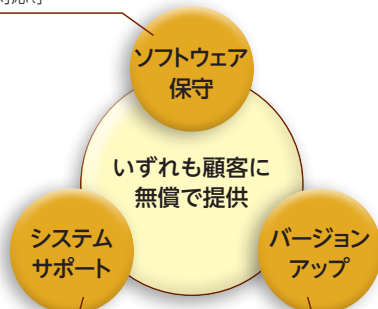 ソフトウェア
保守
いずれも顧客に
無償で提供
システム
サポート
バージョン
アップ